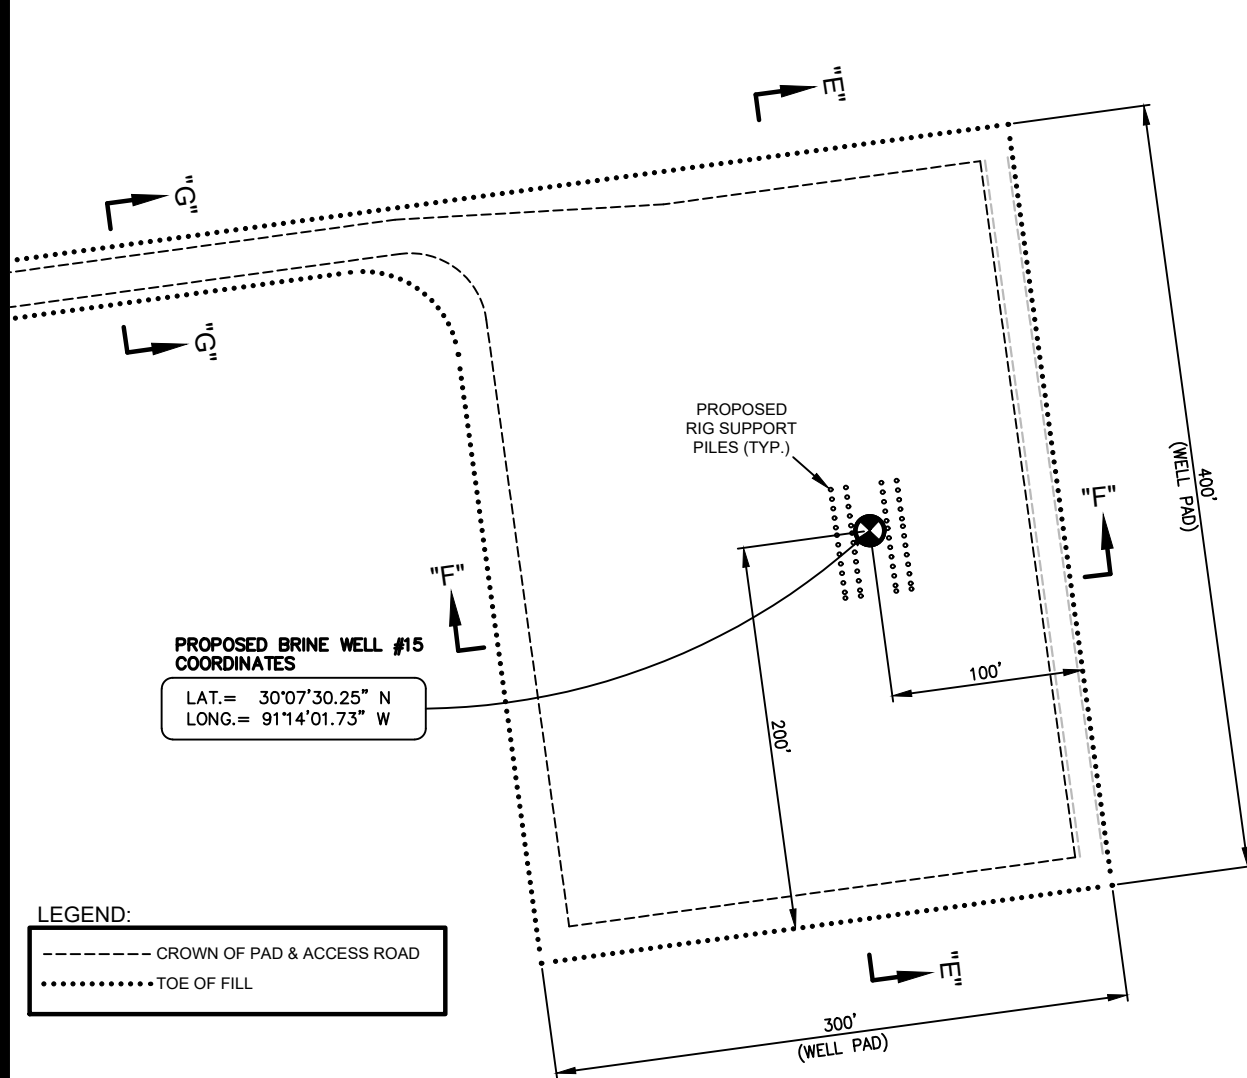 "E"
"G"
"G"
PROPOSED
RIG SUPPORT
PILES (TYP.)
400'
(WELL PAD)
"F"
"F"
PROPOSED BRINE WELL #15
COORDINATES
LAT.= 30°07'30.25" N
LONG.= 91°14'01.73" W
100'
200'
LEGEND:
CROWN OF PAD & ACCESS ROAD
TOE OF FILL
"E"
300'
(WELL PAD)